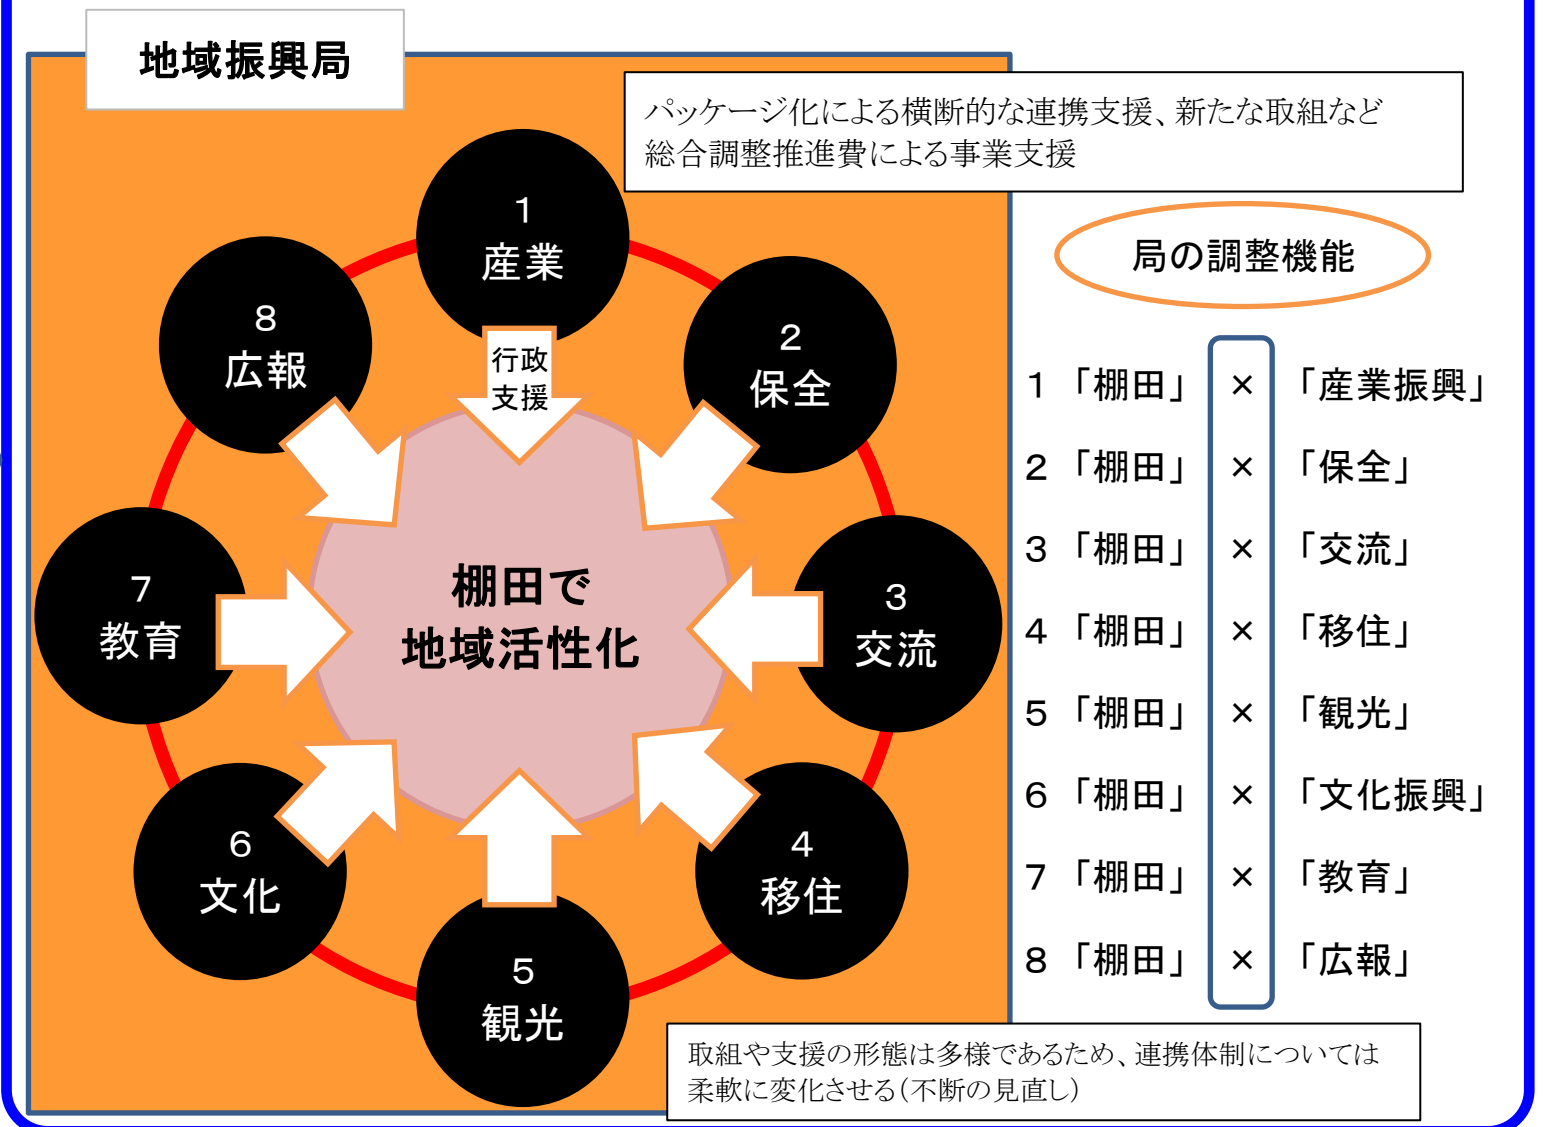 地域振興局
パッケージ化による横断的な連携支援、新たな取組など
総合調整推進費による事業支援
1
産業
2
保全
3
交流
4
移住
5
観光
6
文化
7
教育
8
広報
行政
支援
棚田で
地域活性化
局の調整機能
1 「棚田」 × 「産業振興」
2 「棚田」 × 「保全」
3 「棚田」 × 「交流」
4 「棚田」 × 「移住」
5 「棚田」 × 「観光」
6 「棚田」 × 「文化振興」
7 「棚田」 × 「教育」
8 「棚田」 × 「広報」
取組や支援の形態は多様であるため、連携体制については
柔軟に変化させる(不断の見直し)